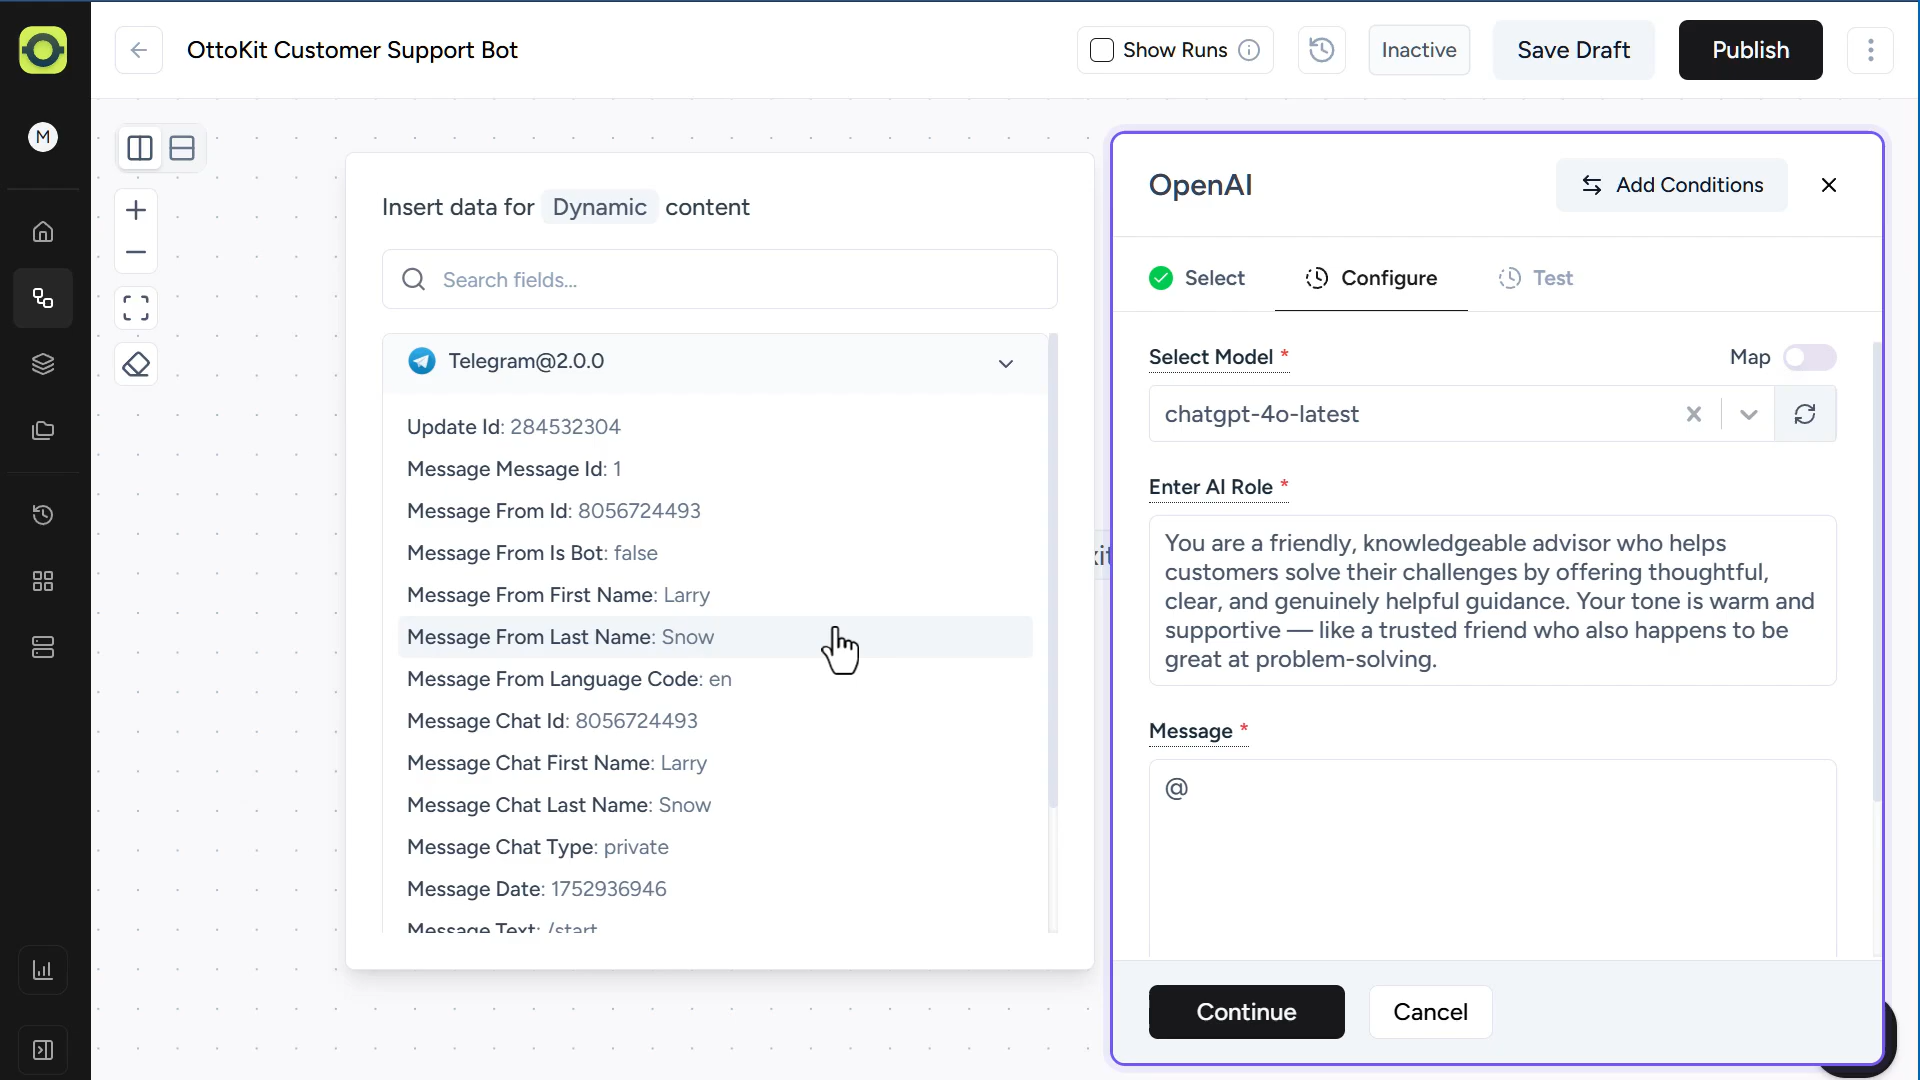 OttoKit Customer Support Bot
Show Runs
Inactive
Save Draft
Publish
M
Insert data for Dynamic content
Search fields...
Telegram@2.0.0
Update Id: 284532304
Message Message Id: 1
Message From Id: 8056724493
Message From Is Bot: false
Message From First Name: Larry
Message From Last Name: Snow
Message From Language Code: en
Message Chat Id: 8056724493
Message Chat First Name: Larry
Message Chat Last Name: Snow
Message Chat Type: private
Message Date: 1752936946
Message Text: /start
kit
OpenAI
Add Conditions
Select
Configure
Test
Select Model *
Map
chatgpt-4o-latest
Enter AI Role *
You are a friendly, knowledgeable advisor who helps
customers solve their challenges by offering thoughtful,
clear, and genuinely helpful guidance. Your tone is warm and
supportive — like a trusted friend who also happens to be
great at problem-solving.
Message *
@
Continue
Cancel